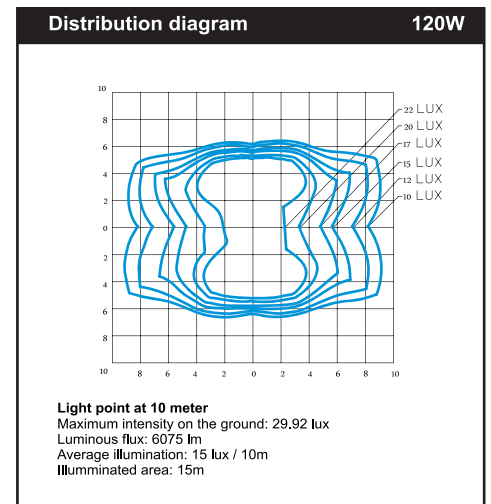 Distribution diagram 120W
10
8
6
4
2
0
2
4
6
8
10
10 8 6 4 2 0 2 4 6 8 10
22 LUX
20 LUX
17 LUX
15 LUX
12 LUX
10 LUX
Light point at 10 meter
Maximum intensity on the ground: 29.92 lux
Luminous flux: 6075 lm
Average illumination: 15 lux / 10m
Illumminated area: 15m